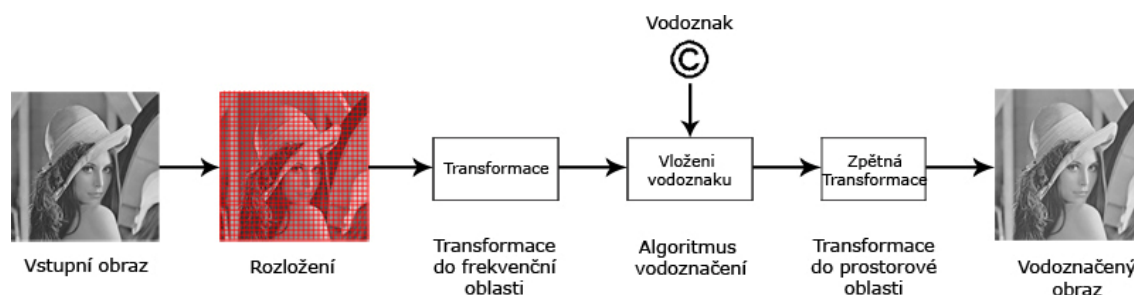 Vodoznak
©
Transformace
Vloženi
vodoznaku
Zpětná
Transformace
Vstupní obraz
Rozložení
Transformace
do frekvenční
oblasti
Algoritmus
vodoznačení
Transformace
do prostorové
oblasti
Vodoznačený
obraz